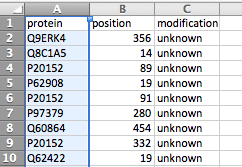 A B C
1 protein position modification
2 Q9ERK4 356 unknown
3 Q8C1A5 14 unknown
4 P20152 89 unknown
5 P62908 19 unknown
6 P20152 91 unknown
7 P97379 280 unknown
8 Q60864 454 unknown
9 P20152 332 unknown
10 Q62422 19 unknown